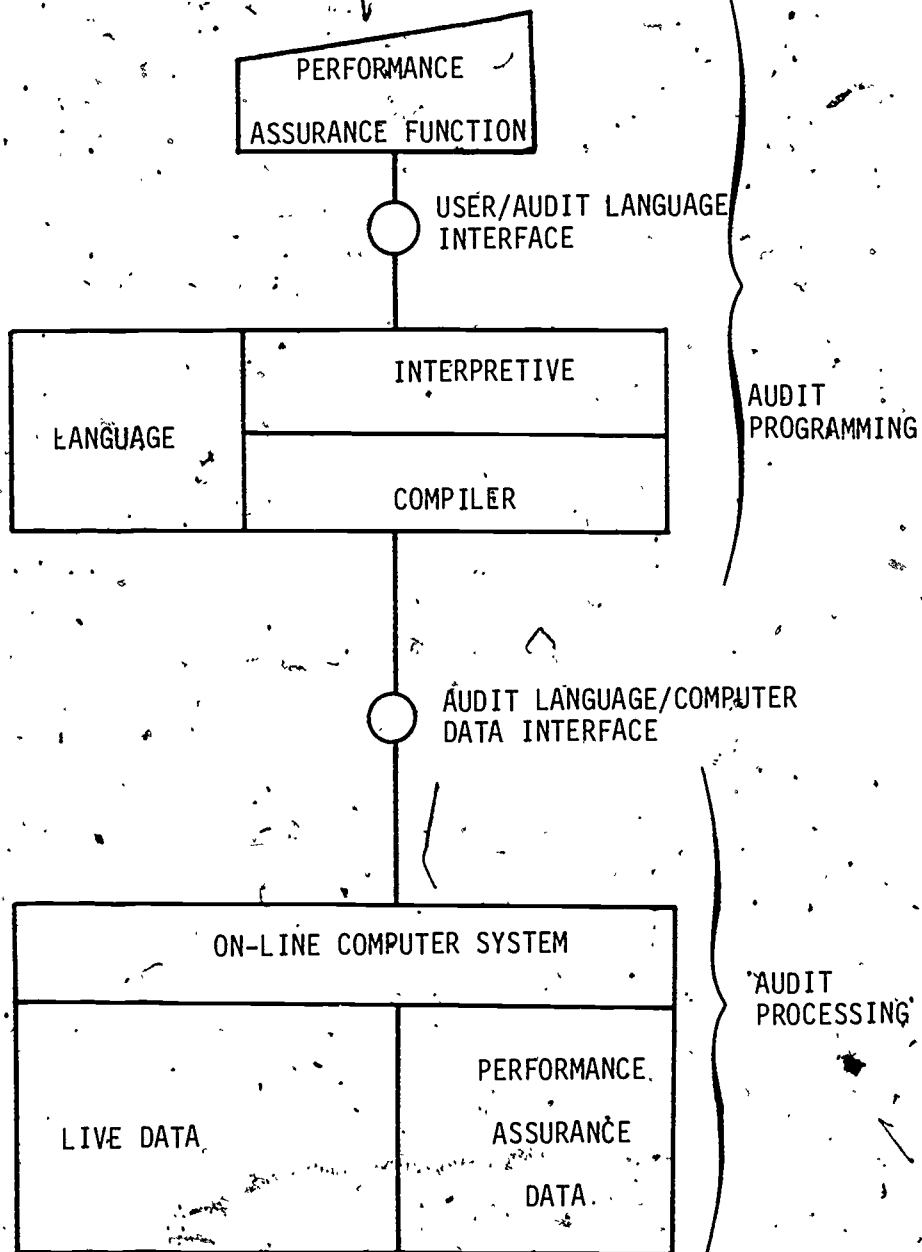 PERFORMANCE
ASSURANCE FUNCTION
USER/AUDIT LANGUAGE
INTERFACE
LANGUAGE
INTERPRETIVE
COMPILER
AUDIT
PROGRAMMING
AUDIT LANGUAGE/COMPUTER
DATA INTERFACE
ON-LINE COMPUTER SYSTEM
LIVE DATA
PERFORMANCE
ASSURANCE
DATA
AUDIT
PROCESSING